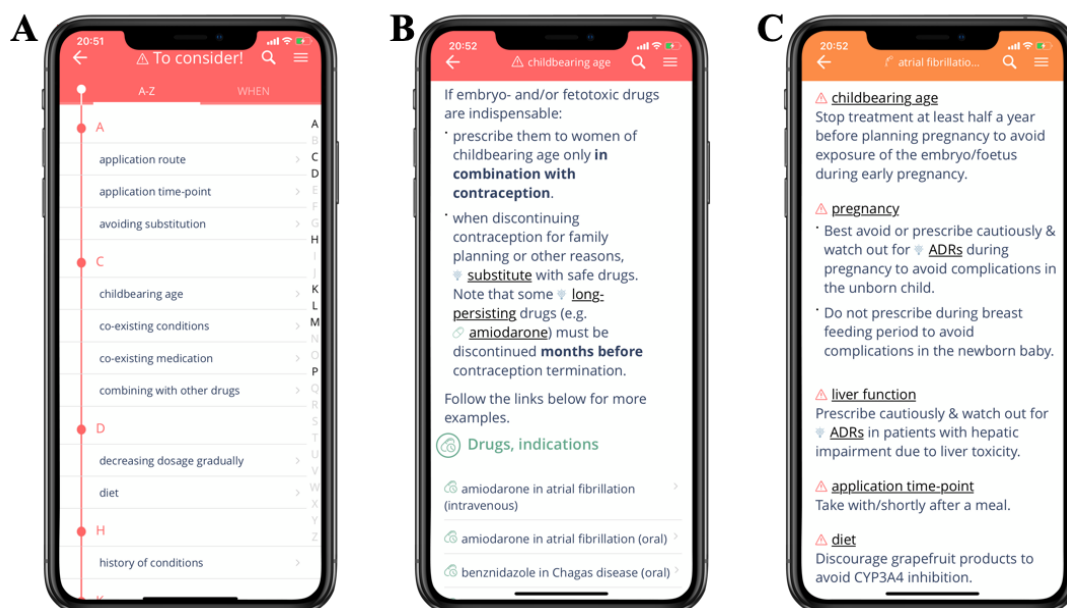 A
20:51
To consider!
A-Z WHEN
A
application route
application time-point
avoiding substitution
C
childbearing age
co-existing conditions
co-existing medication
combining with other drugs
D
decreasing dosage gradually
diet
H
history of conditions
K
A
B
C
D
E
F
G
H
I
J
K
L
M
N
O
P
Q
R
S
T
U
V
W
X
Y
Z
B
20:52
childbearing age
If embryo- and/or fetotoxic drugs
are indispensable:
· prescribe them to women of
childbearing age only in
combination with
contraception.
· when discontinuing
contraception for family
planning or other reasons,
substitute with safe drugs.
Note that some long-
persisting drugs (e.g.
amiodarone) must be
discontinued months before
contraception termination.
Follow the links below for more
examples.
Drugs, indications
amiodarone in atrial fibrillation
(intravenous)
amiodarone in atrial fibrillation (oral)
benznidazole in Chagas disease (oral)
C
20:52
atrial fibrillatio...
childbearing age
Stop treatment at least half a year
before planning pregnancy to avoid
exposure of the embryo/foetus
during early pregnancy.
pregnancy
· Best avoid or prescribe cautiously &
watch out for ADRs during
pregnancy to avoid complications in
the unborn child.
· Do not prescribe during breast
feeding period to avoid
complications in the newborn baby.
liver function
Prescribe cautiously & watch out for
ADRs in patients with hepatic
impairment due to liver toxicity.
application time-point
Take with/shortly after a meal.
diet
Discourage grapefruit products to
avoid CYP3A4 inhibition.